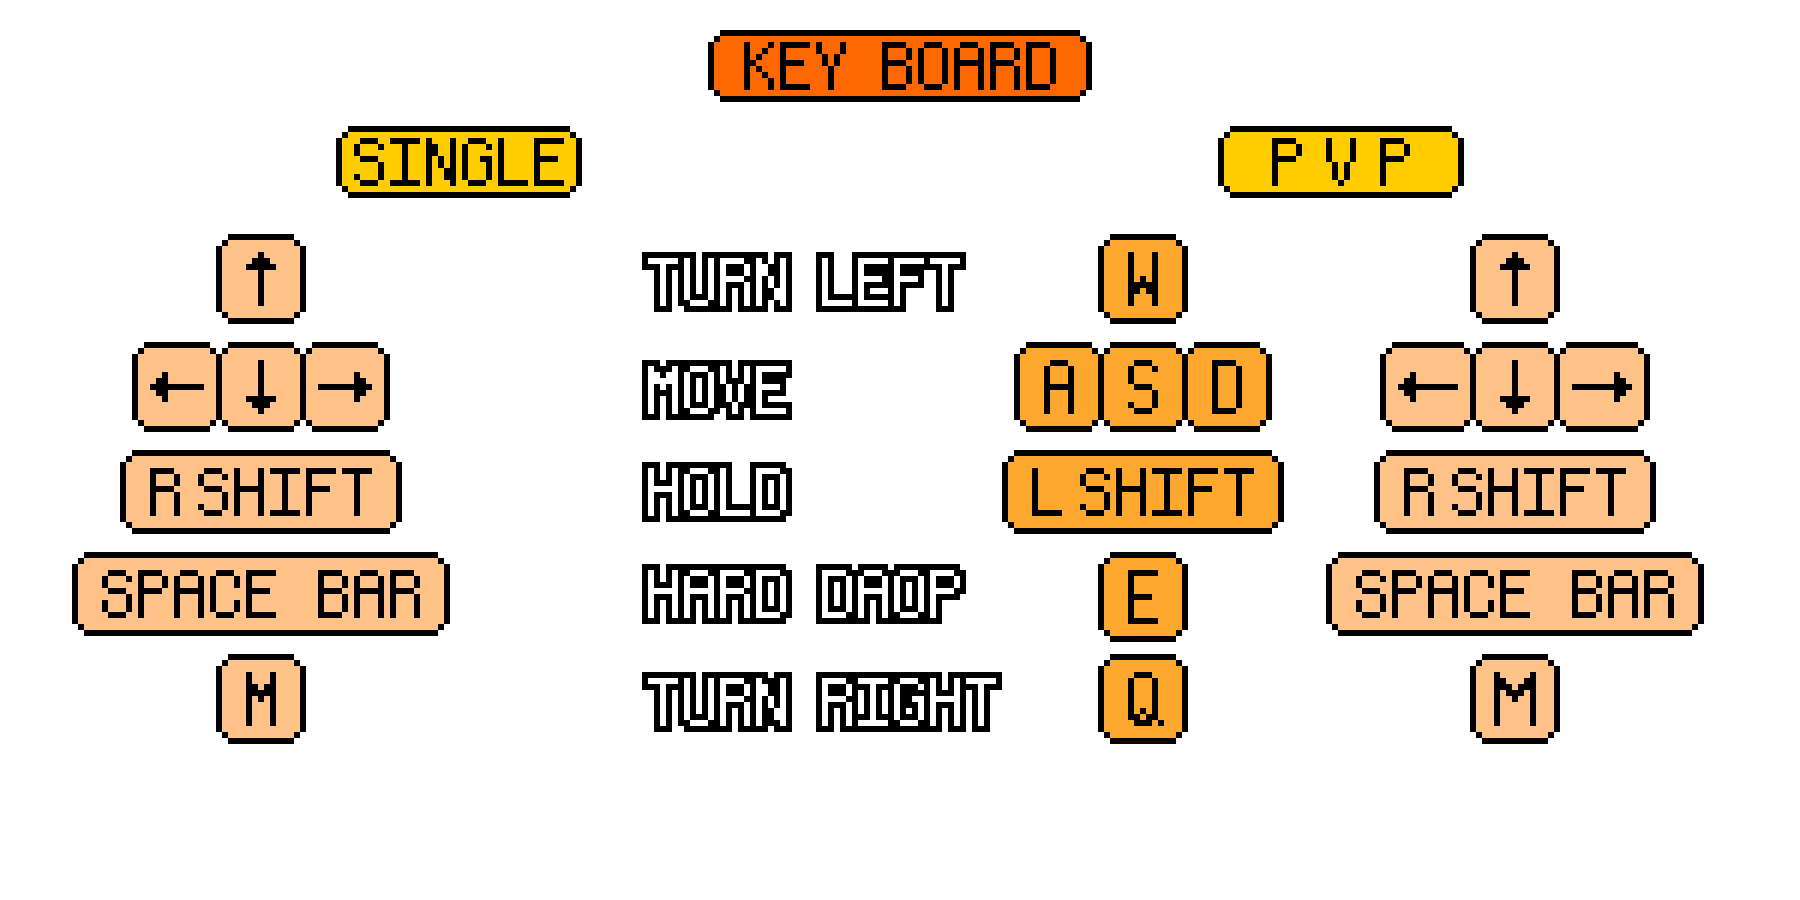 KEY BOARD
SINGLE
P V P
↑ TURN LEFT W ↑
← ↓ → MOVE A S D ← ↓ →
R SHIFT HOLD L SHIFT R SHIFT
SPACE BAR HARD DAOP E SPACE BAR
M TURN RIGHT Q M